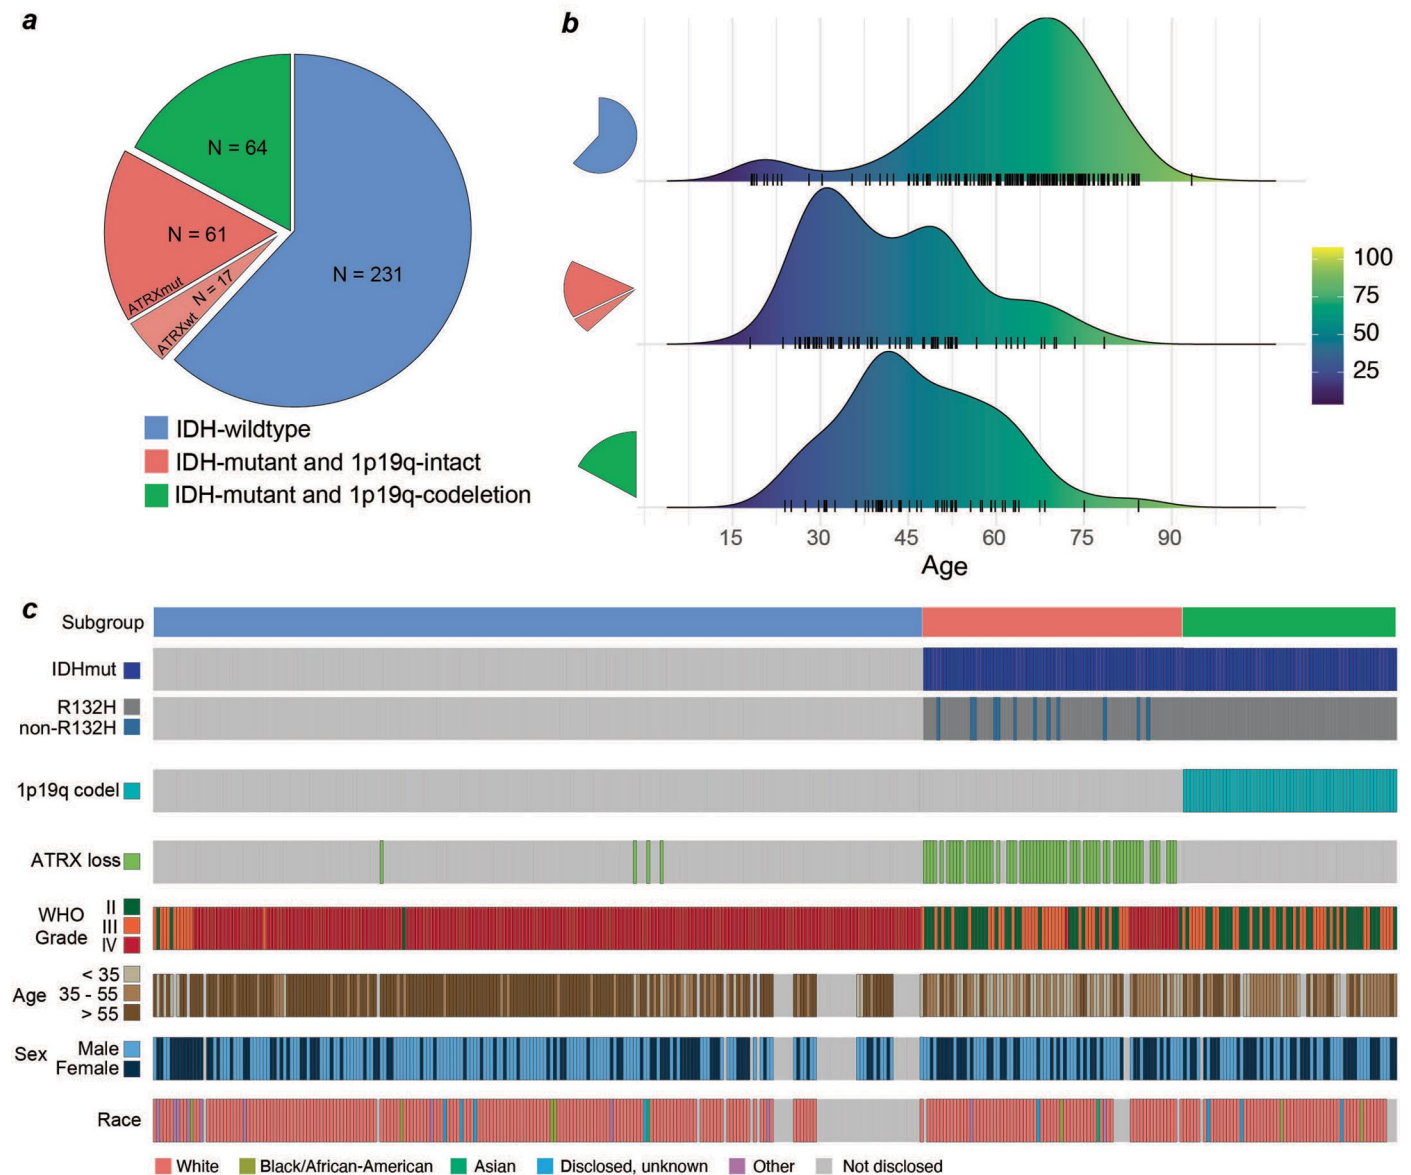 a
N = 64
N = 61
ATRXmut
N = 17
ATRXwt
N = 231
IDH-wildtype
IDH-mutant and 1p19q-intact
IDH-mutant and 1p19q-codeletion
b
100
75
50
25
15 30 45 60 75 90
Age
c
Subgroup
IDHmut
R132H
non-R132H
1p19q codel
ATRX loss
WHO Grade
II
III
IV
Age
< 35
35 - 55
> 55
Sex
Male
Female
Race
White Black/African-American Asian Disclosed, unknown Other Not disclosed